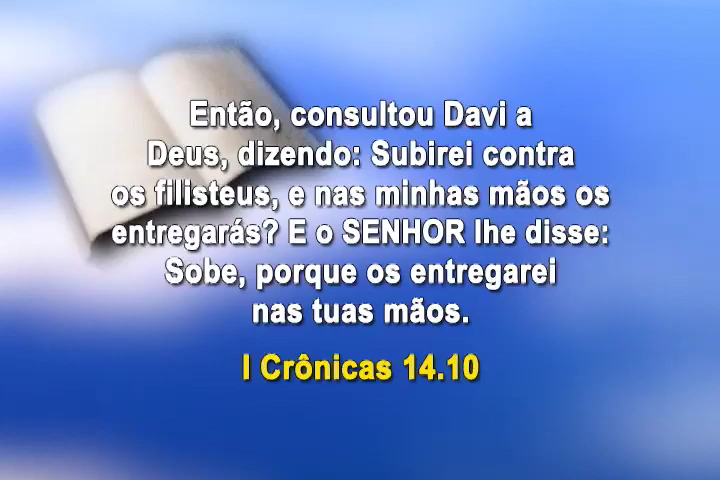 Então, consultou Davi a
Deus, dizendo: Subirei contra
os filisteus, e nas minhas mãos os
entregarás? E o SENHOR lhe disse:
Sobe, porque os entregarei
nas tuas mãos.
I Crônicas 14.10